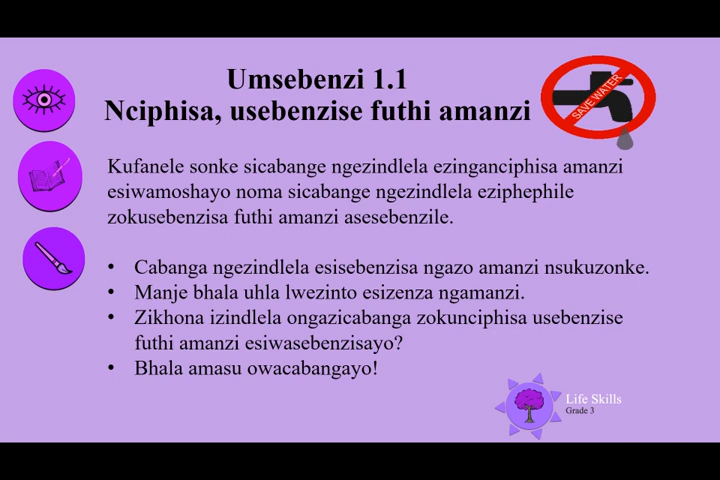 Umsebenzi 1.1
Nciphisa, usebenzise futhi amanzi
SAVE WATER
Kufanele sonke sicabange ngezindlela ezinganciphisa amanzi
esiwamoshayo noma sicabange ngezindlela eziphephile
zokusebenzisa futhi amanzi asesebenzile.
• Cabanga ngezindlela esisebenzisa ngazo amanzi nsukuzonke.
• Manje bhala uhla lwezinto esizenza ngamanzi.
• Zikhona izindlela ongazicabanga zokunciphisa usebenzise
futhi amanzi esiwasebenzisayo?
• Bhala amasu owacabangayo!
Life Skills
Grade 3